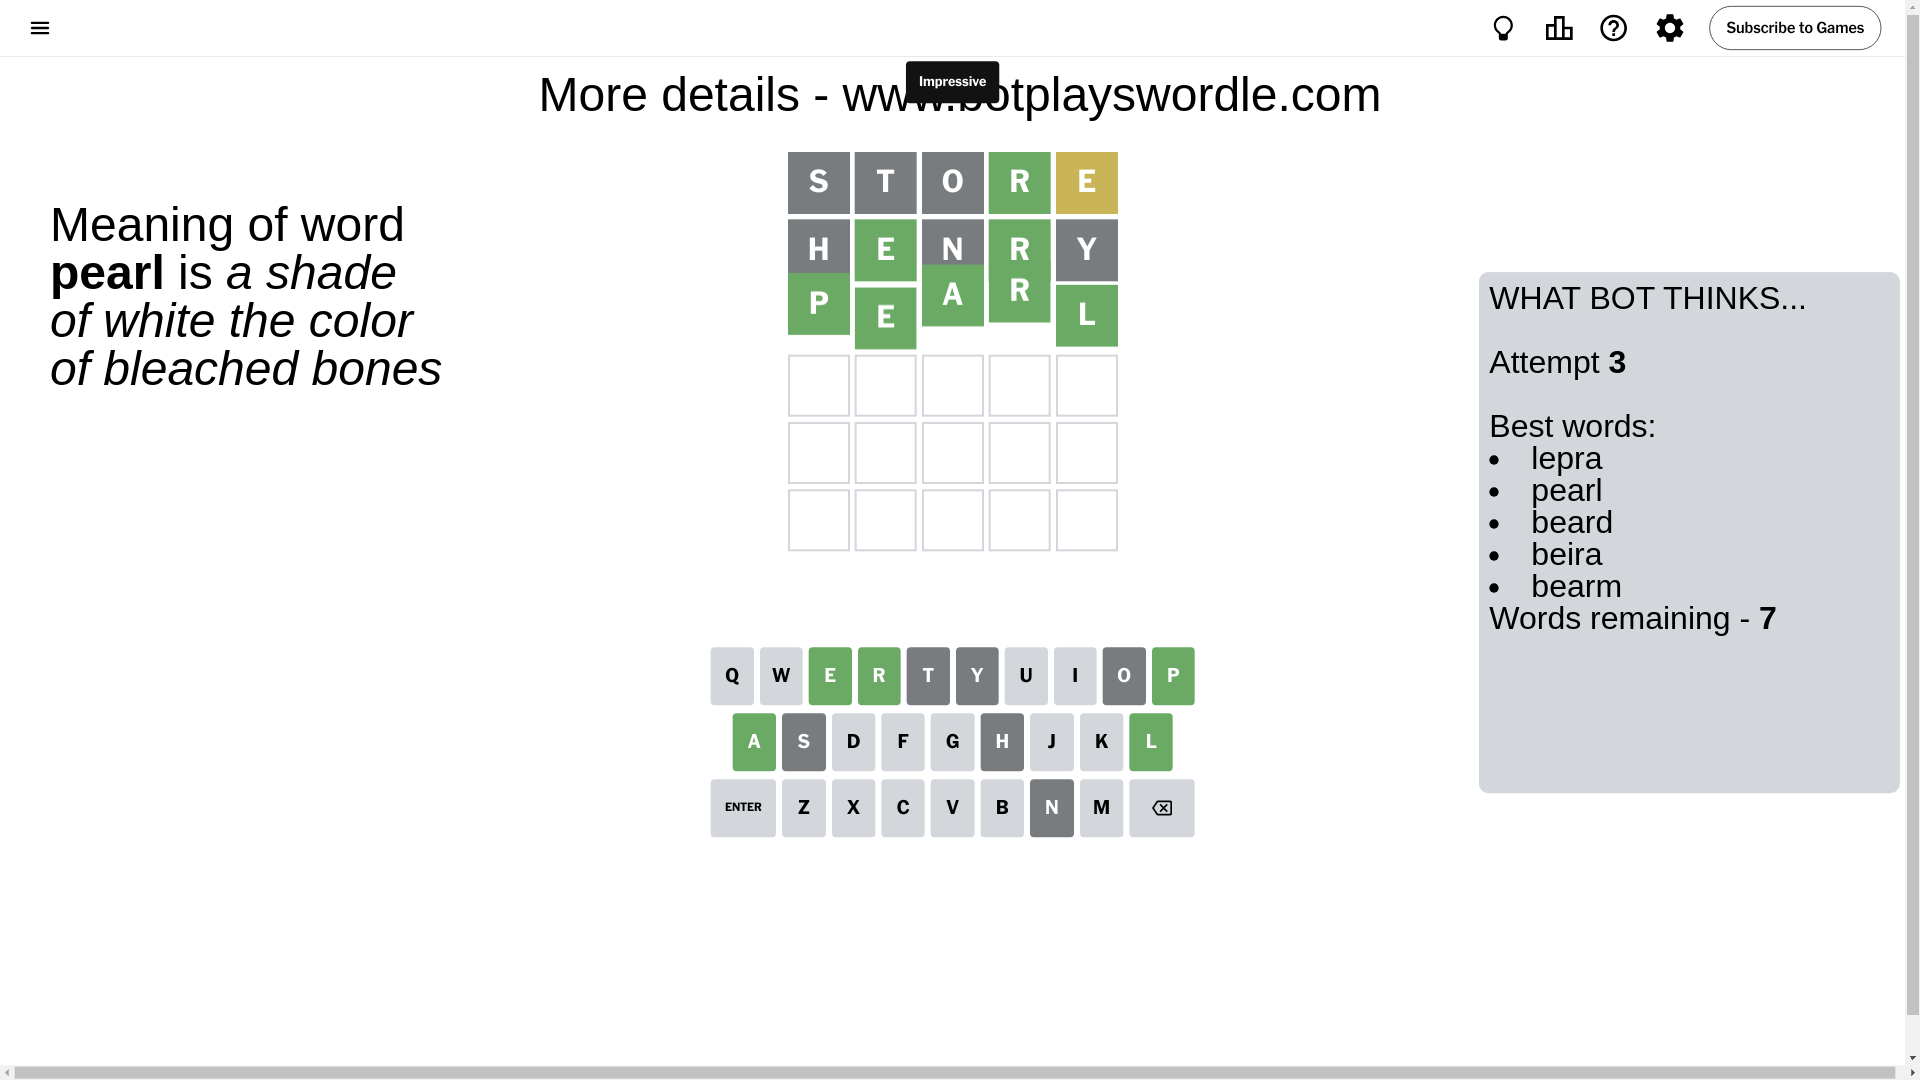 Subscribe to Games
Impressive
More details - www.botplayswordle.com
Meaning of word
pearl is a shade
of white the color
of bleached bones
S T O R E
H E N R Y
P E A R L
WHAT BOT THINKS...
Attempt 3
Best words:
• lepra
• pearl
• beard
• beira
• bearm
Words remaining - 7
Q W E R T Y U I O P
A S D F G H J K L
ENTER Z X C V B N M